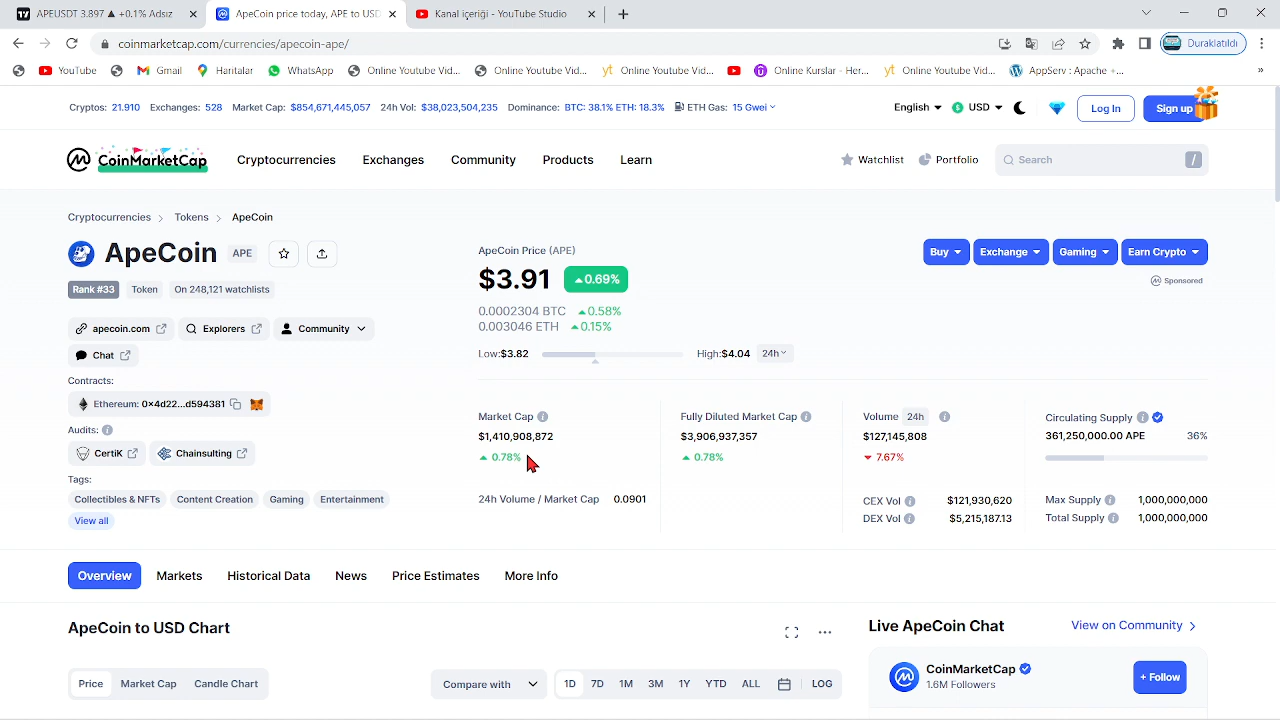 APEUSDT 3.897 ▲ +0.1% Adsız
ApeCoin price today, APE to USD
Kanal içeriği - YouTube Studio
coinmarketcap.com/currencies/apecoin-ape/
Duraklatıldı
YouTube
Gmail
Haritalar
WhatsApp
Online Youtube Vid...
Online Youtube Vid...
Online Youtube Vid...
Online Kurslar - Her...
Online Youtube Vid...
AppServ : Apache +...
»
Cryptos: 21.910 Exchanges: 528 Market Cap: $854,671,445,057 24h Vol: $38,023,504,235 Dominance: BTC: 38.1% ETH: 18.3% ETH Gas: 15 Gwei
English USD
Log In
Sign up
CoinMarketCap
Cryptocurrencies Exchanges Community Products Learn
Watchlist Portfolio
Search /
Cryptocurrencies > Tokens > ApeCoin
ApeCoin APE
Rank #33 Token On 248,121 watchlists
apecoin.com Explorers Community
Chat
Contracts:
Ethereum: 0x4d22...d594381
Audits:
CertiK Chainsulting
Tags:
Collectibles & NFTs Content Creation Gaming Entertainment
View all
ApeCoin Price (APE)
$3.91 ▲0.69%
0.0002304 BTC ▲0.58%
0.003046 ETH ▲0.15%
Low:$3.82 High:$4.04 24h
Buy Exchange Gaming Earn Crypto
Sponsored
Market Cap
$1,410,908,872
▲ 0.78%
24h Volume / Market Cap 0.0901
Fully Diluted Market Cap
$3,906,937,357
▲ 0.78%
Volume 24h
$127,145,808
▼ 7.67%
CEX Vol $121,930,620
DEX Vol $5,215,187.13
Circulating Supply
361,250,000.00 APE 36%
Max Supply 1,000,000,000
Total Supply 1,000,000,000
Overview Markets Historical Data News Price Estimates More Info
ApeCoin to USD Chart
Price Market Cap Candle Chart
Compare with
1D 7D 1M 3M 1Y YTD ALL LOG
Live ApeCoin Chat View on Community >
CoinMarketCap
1.6M Followers
+ Follow